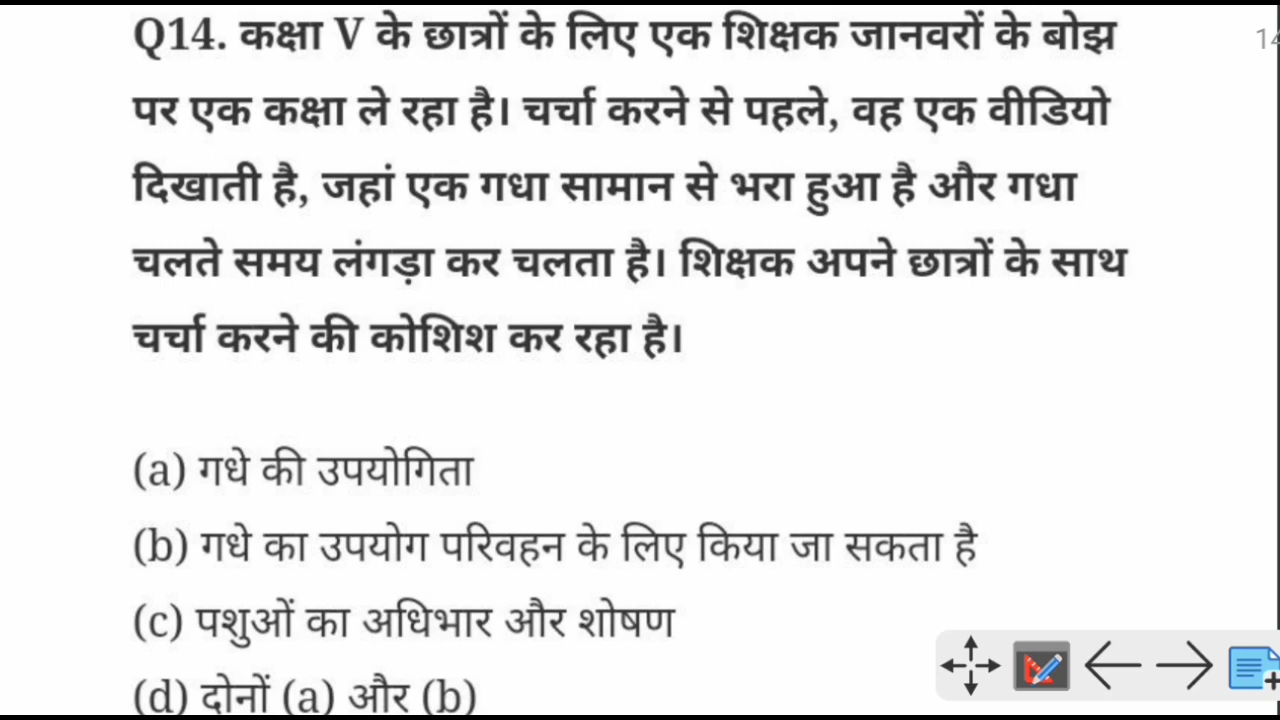 Q14. कक्षा V के छात्रों के लिए एक शिक्षक जानवरों के बोझ
पर एक कक्षा ले रहा है। चर्चा करने से पहले, वह एक वीडियो
दिखाती है, जहां एक गधा सामान से भरा हुआ है और गधा
चलते समय लंगड़ा कर चलता है। शिक्षक अपने छात्रों के साथ
चर्चा करने की कोशिश कर रहा है।
(a) गधे की उपयोगिता
(b) गधे का उपयोग परिवहन के लिए किया जा सकता है
(c) पशुओं का अधिभार और शोषण
(d) दोनों (a) और (b)